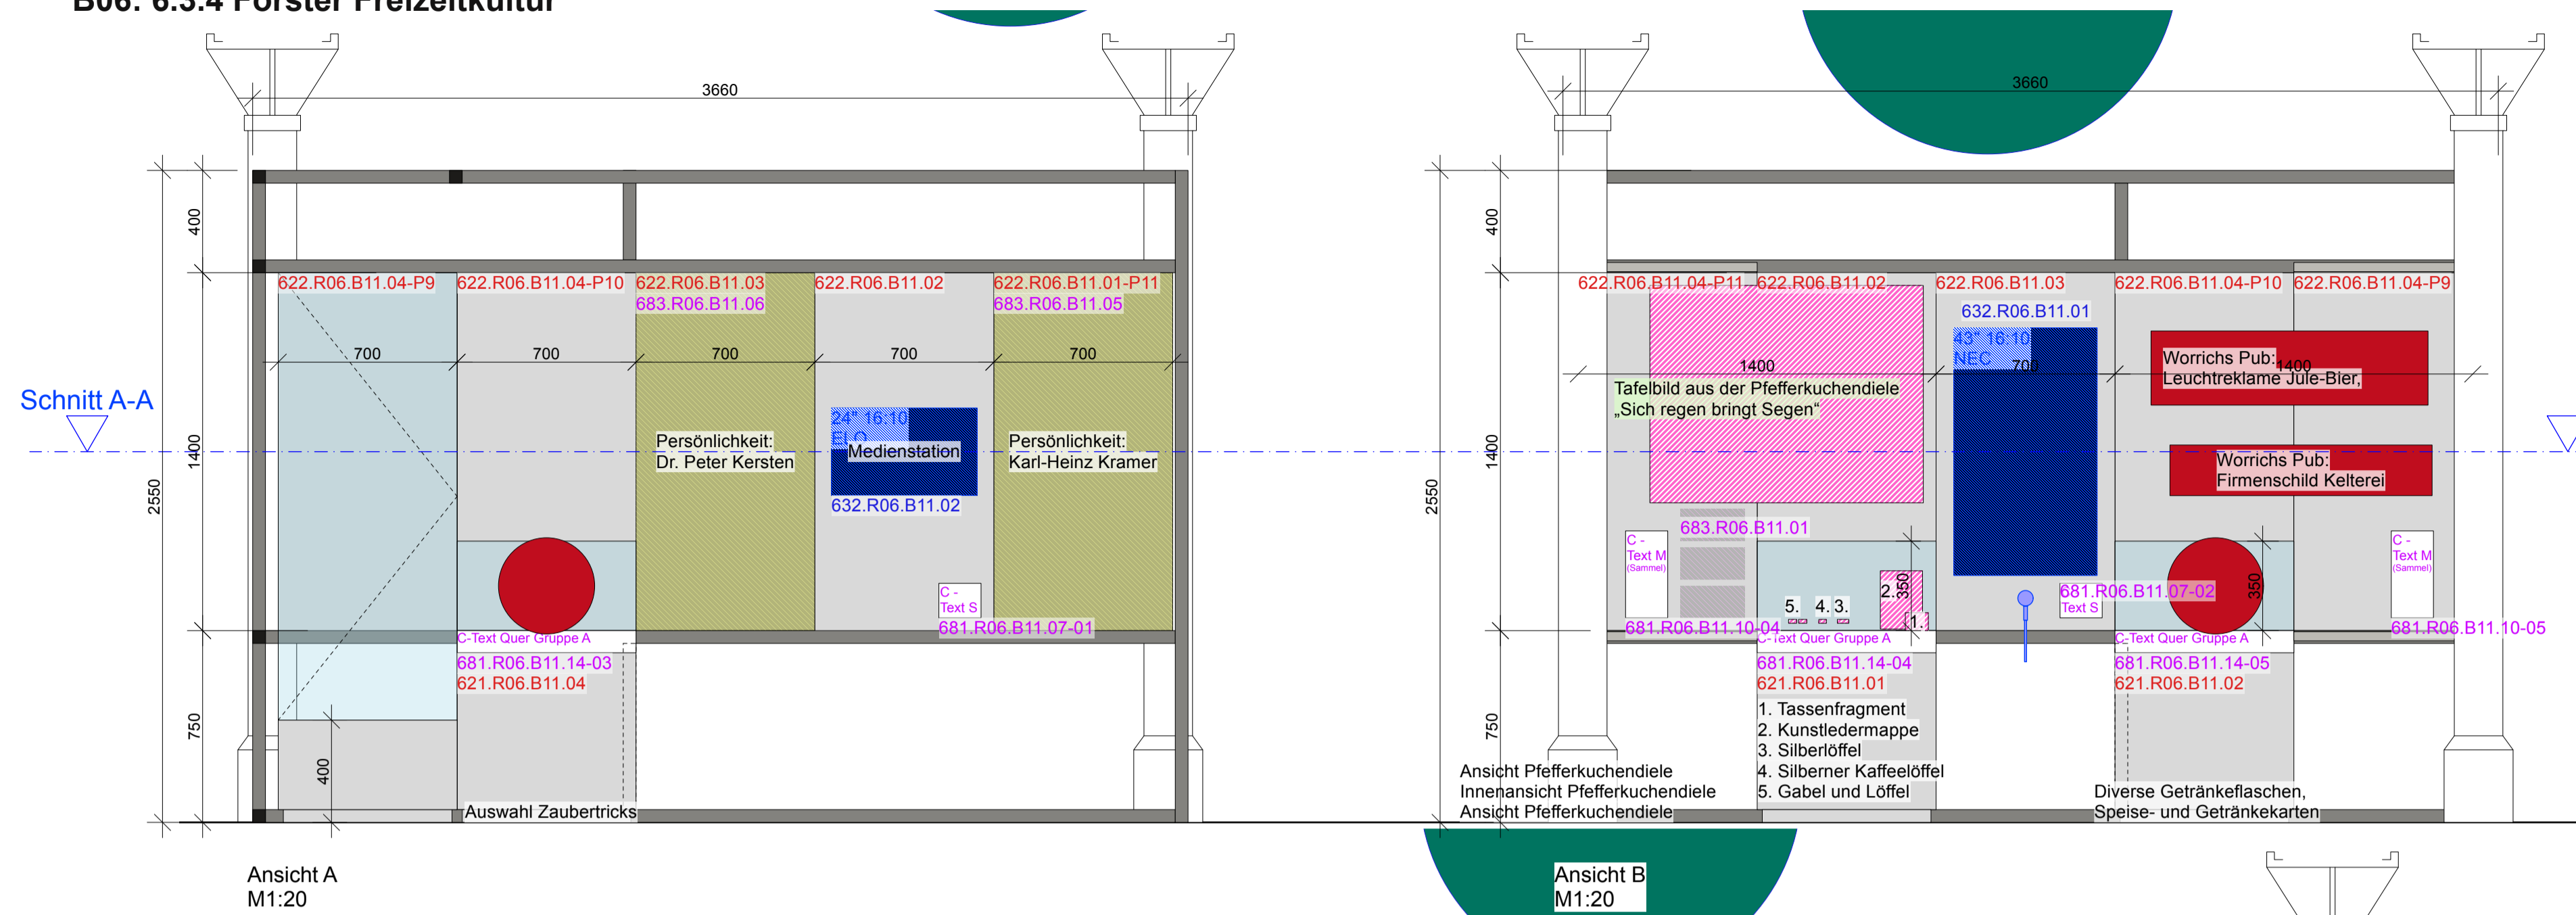 B06: 6.3.4 Forster Freizeitkultur
3660
400
1400
2550
750
Schnitt A-A
622.R06.B11.04-P9
622.R06.B11.04-P10
622.R06.B11.03
683.R06.B11.06
622.R06.B11.02
622.R06.B11.01-P11
683.R06.B11.05
700
700
700
700
700
24" 16:10
ELO
Medienstation
632.R06.B11.02
Persönlichkeit:
Dr. Peter Kersten
Persönlichkeit:
Karl-Heinz Kramer
C -
Text S
681.R06.B11.07-01
C-Text Quer Gruppe A
681.R06.B11.14-03
621.R06.B11.04
400
Auswahl Zaubertricks
Ansicht A
M1:20
3660
400
1400
2550
750
622.R06.B11.04-P11
622.R06.B11.02
622.R06.B11.03
622.R06.B11.04-P10
622.R06.B11.04-P9
632.R06.B11.01
43" 16:10
NEC
1400
700
1400
Tafelbild aus der Pfefferkuchendiele
„Sich regen bringt Segen“
Worrichs Pub:
Leuchtreklame Jule-Bier,
Worrichs Pub:
Firmenschild Kelterei
683.R06.B11.01
C -
Text M
(Sammel)
681.R06.B11.10-04
5.
4.
3.
2.
1.
350
C-Text Quer Gruppe A
681.R06.B11.14-04
621.R06.B11.01
1. Tassenfragment
2. Kunstledermappe
3. Silberlöffel
4. Silberner Kaffeelöffel
5. Gabel und Löffel
681.R06.B11.07-02
Text S
350
C-Text Quer Gruppe A
681.R06.B11.14-05
621.R06.B11.02
C -
Text M
(Sammel)
681.R06.B11.10-05
Ansicht Pfefferkuchendiele
Innenansicht Pfefferkuchendiele
Ansicht Pfefferkuchendiele
Diverse Getränkeflaschen,
Speise- und Getränkekarten
Ansicht B
M1:20